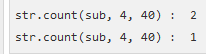 str.count(sub, 4, 40) :  2
str.count(sub, 4, 40) :  1